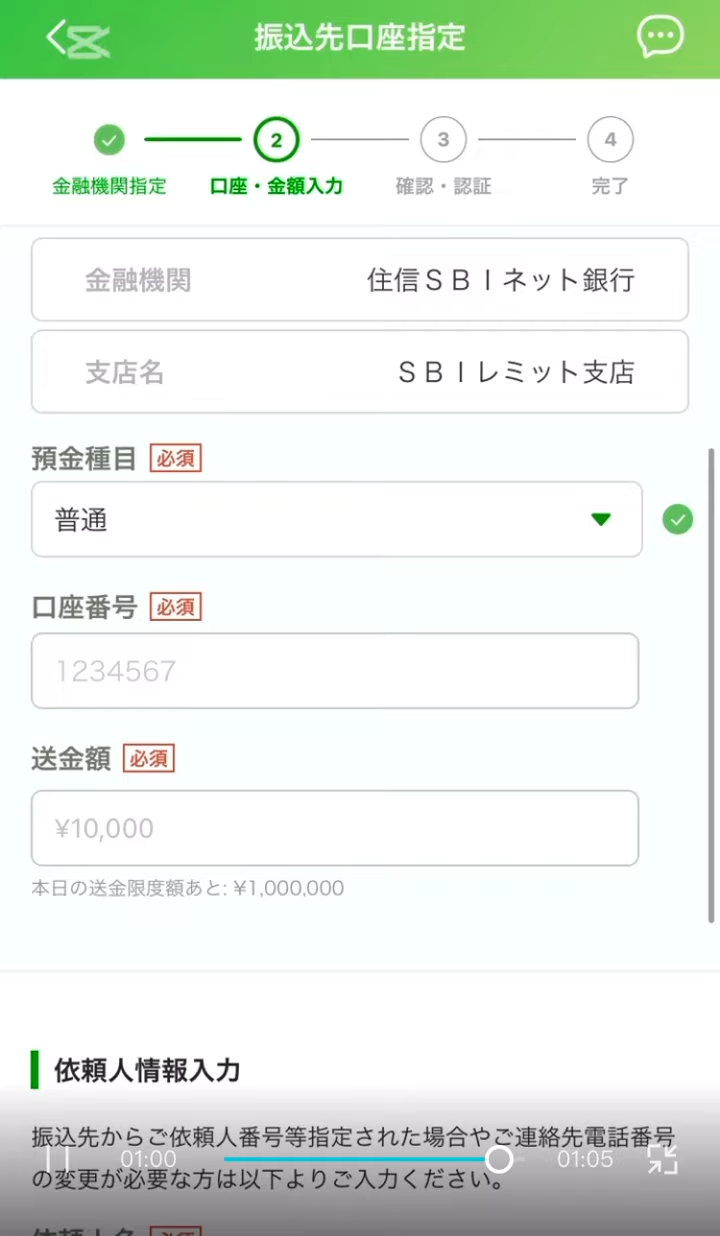 振込先口座指定
2
3
4
金融機関指定
口座・金額入力
確認・認証
完了
金融機関 住信ＳＢＩネット銀行
支店名 ＳＢＩレミット支店
預金種目 必須
普通
口座番号 必須
1234567
送金額 必須
¥10,000
本日の送金限度額あと: ¥1,000,000
依頼人情報入力
振込先からご依頼人番号等指定された場合やご連絡先電話番号
の変更が必要な方は以下よりご入力ください。
01:00
01:05
依頼人名 必須